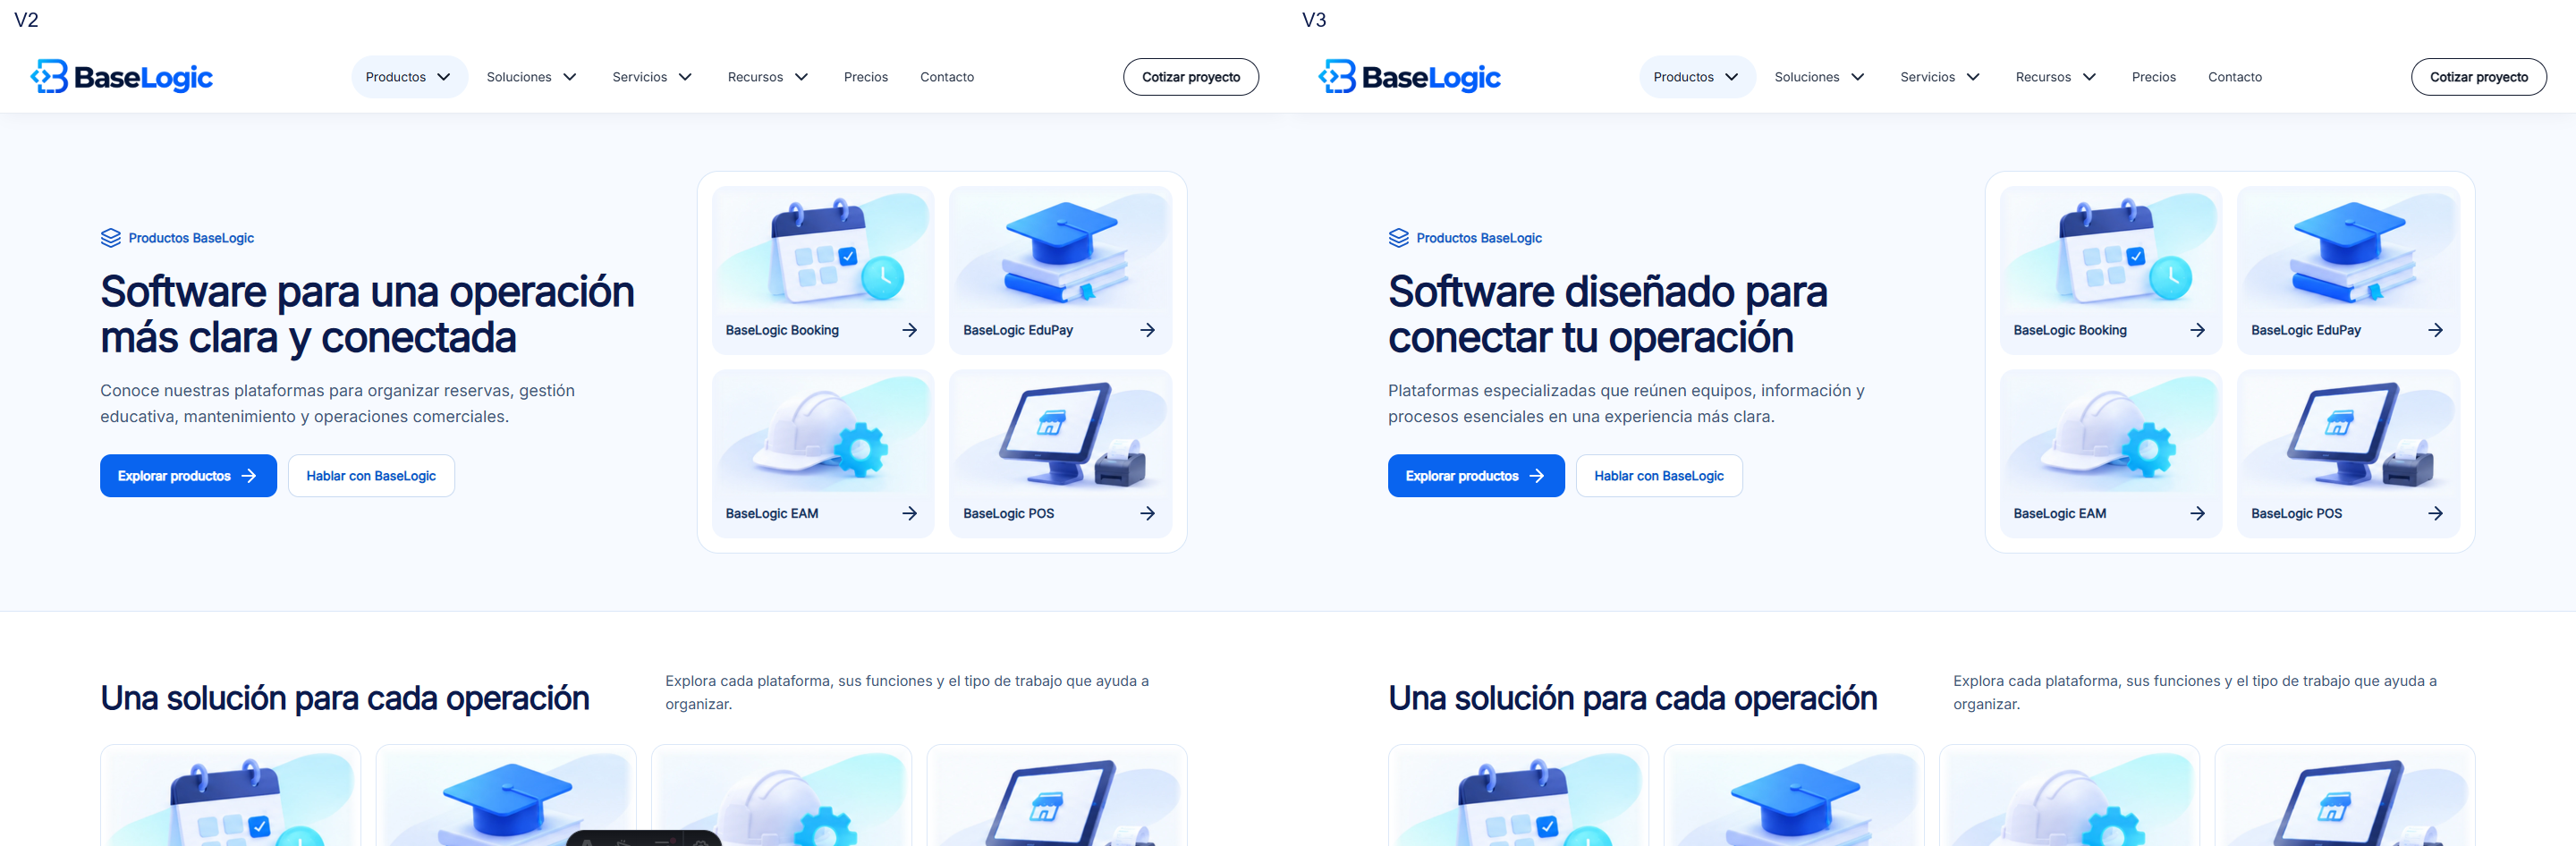 V2
BaseLogic
Productos
Soluciones
Servicios
Recursos
Precios
Contacto
Cotizar proyecto
Productos BaseLogic
Software para una operación
más clara y conectada
Conoce nuestras plataformas para organizar reservas, gestión
educativa, mantenimiento y operaciones comerciales.
Explorar productos
Hablar con BaseLogic
BaseLogic Booking
BaseLogic EduPay
BaseLogic EAM
BaseLogic POS
Una solución para cada operación
Explora cada plataforma, sus funciones y el tipo de trabajo que ayuda a
organizar.
V3
BaseLogic
Productos
Soluciones
Servicios
Recursos
Precios
Contacto
Cotizar proyecto
Productos BaseLogic
Software diseñado para
conectar tu operación
Plataformas especializadas que reúnen equipos, información y
procesos esenciales en una experiencia más clara.
Explorar productos
Hablar con BaseLogic
BaseLogic Booking
BaseLogic EduPay
BaseLogic EAM
BaseLogic POS
Una solución para cada operación
Explora cada plataforma, sus funciones y el tipo de trabajo que ayuda a
organizar.